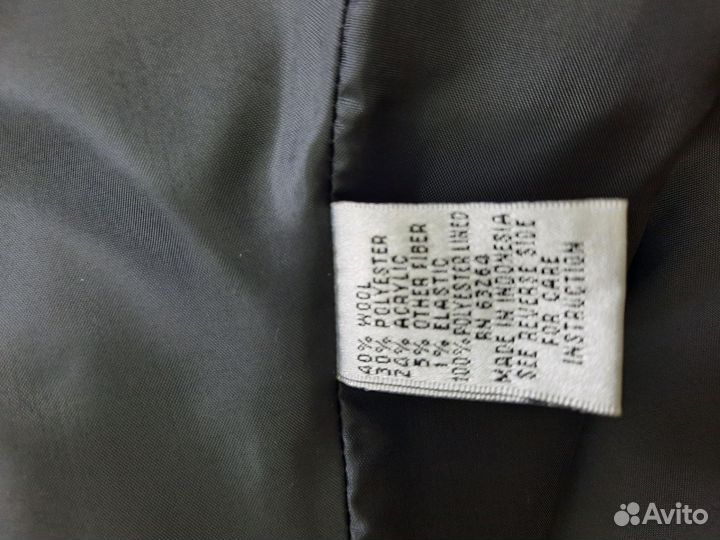 40% WOOL
30% POLYESTER
24% ACRYLIC
5% OTHER FIBER
1% ELASTIC
100% POLYESTER LINED
RN 63264
MADE IN INDONESIA
SEE REVERSE SIDE
FOR CARE
INSTRUCTION
Avito